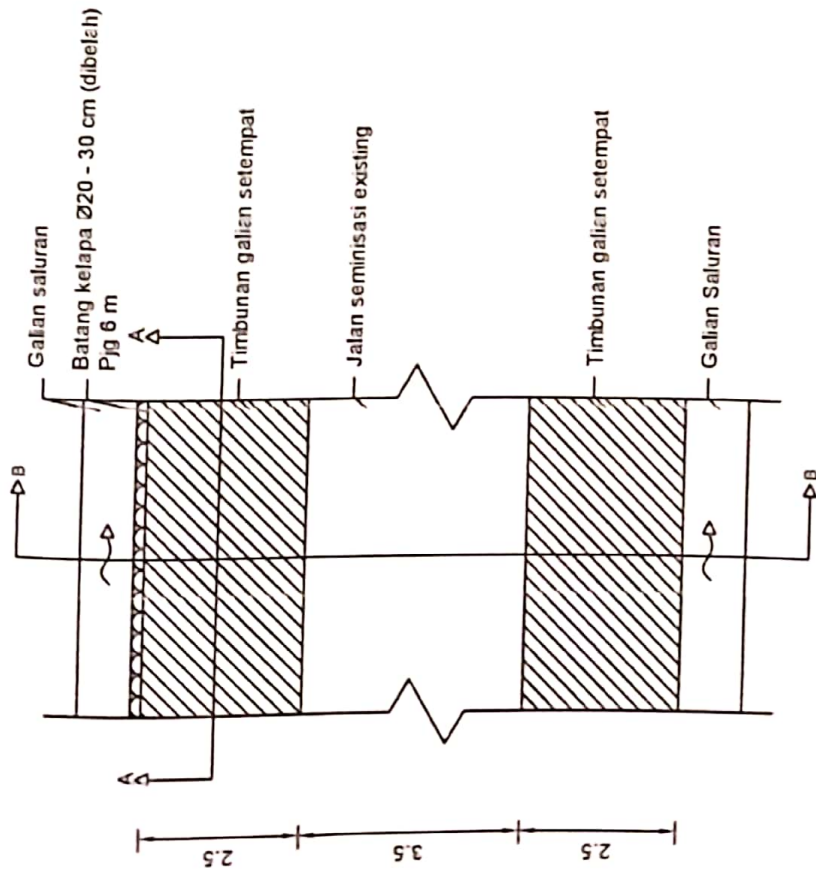 Galian saluran
Batang kelapa Ø20 - 30 cm (dibelah)
Pjg 6 m
A
Timbunan galian setempat
Jalan seminisasi existing
Timbunan galian setempat
Galian Saluran
B
B
A
2.5
3.5
2.5